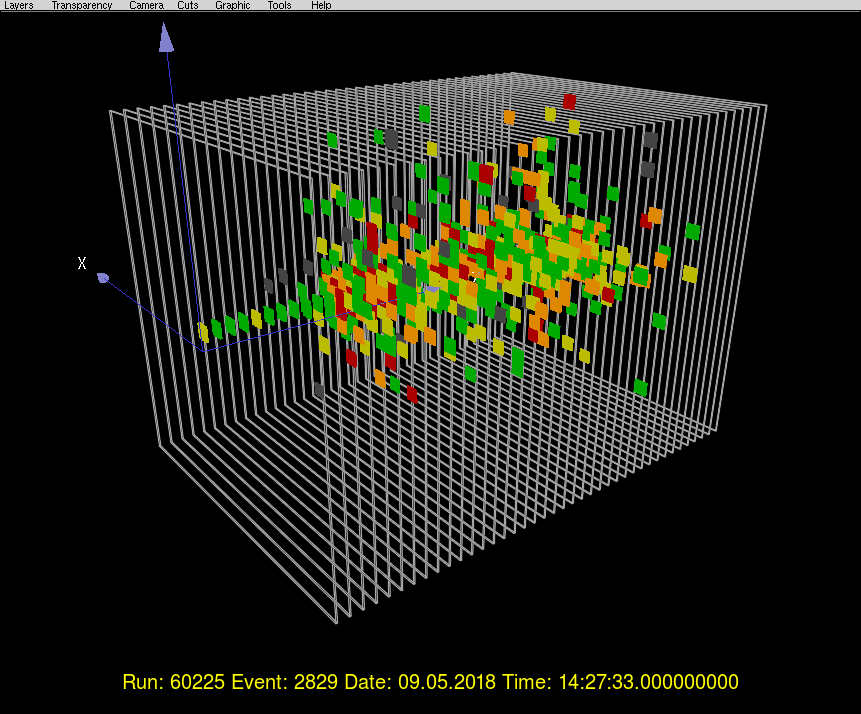 Layers Transparency Camera Cuts Graphic Tools Help
X
Run: 60225 Event: 2829 Date: 09.05.2018 Time: 14:27:33.000000000